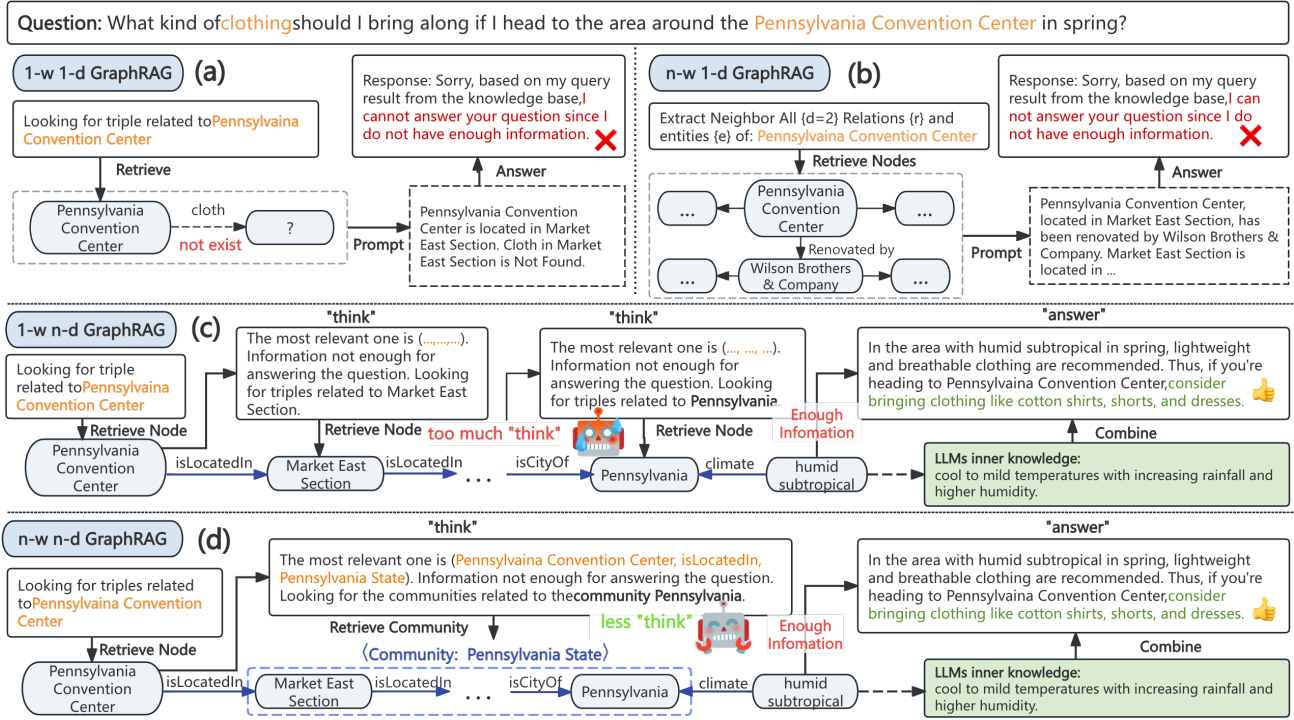 Question: What kind of clothing should I bring along if I head to the area around the Pennsylvania Convention Center in spring?
1-w 1-d GraphRAG
(a)
Looking for triple related to Pennsylvaina
Convention Center
Retrieve
Pennsylvania
Convention
Center
cloth
not exist
?
Prompt
Response: Sorry, based on my query
result from the knowledge base, I
cannot answer your question since I
do not have enough information.
Answer
Pennsylvania Convention
Center is located in Market
East Section. Cloth in Market
East Section is Not Found.
n-w 1-d GraphRAG
(b)
Extract Neighbor All {d=2} Relations {r} and
entities {e} of: Pennsylvaina Convention Center
Retrieve Nodes
...
Pennsylvania
Convention
Center
...
Renovated by
...
Wilson Brothers
& Company
...
Prompt
Response: Sorry, based on my query
result from the knowledge base, I can
not answer your question since I do
not have enough information.
Answer
Pennsylvania Convention Center,
located in Market East Section, has
been renovated by Wilson Brothers &
Company. Market East Section is
located in ...
1-w n-d GraphRAG
(c)
Looking for triple
related to Pennsylvaina
Convention Center
Retrieve Node
Pennsylvania
Convention
Center
isLocatedIn
"think"
The most relevant one is (...,...,...).
Information not enough for
answering the question. Looking
for triples related to Market East
Section.
Retrieve Node
Market East
Section
isLocatedIn
...
too much "think"
isCityOf
"think"
The most relevant one is (..., ..., ...).
Information not enough for
answering the question. Looking
for triples related to Pennsylvania.
Retrieve Node
Pennsylvania
climate
humid
subtropical
Enough
Infomation
"answer"
In the area with humid subtropical in spring, lightweight
and breathable clothing are recommended. Thus, if you're
heading to Pennsylvaina Convention Center, consider
bringing clothing like cotton shirts, shorts, and dresses.
Combine
LLMs inner knowledge:
cool to mild temperatures with increasing rainfall and
higher humidity.
n-w n-d GraphRAG
(d)
Looking for triples related
to Pennsylvaina Convention
Center
Retrieve Node
Pennsylvania
Convention
Center
isLocatedIn
"think"
The most relevant one is (Pennsylvaina Convention Center, isLocatedIn,
Pennsylvania State). Information not enough for answering the question.
Looking for the communities related to the community Pennsylvania.
Retrieve Community
less "think"
〈Community: Pennsylvania State〉
Market East
Section
isLocatedIn
...
isCityOf
Pennsylvania
climate
humid
subtropical
Enough
Infomation
"answer"
In the area with humid subtropical in spring, lightweight
and breathable clothing are recommended. Thus, if you're
heading to Pennsylvaina Convention Center, consider
bringing clothing like cotton shirts, shorts, and dresses.
Combine
LLMs inner knowledge:
cool to mild temperatures with increasing rainfall and
higher humidity.